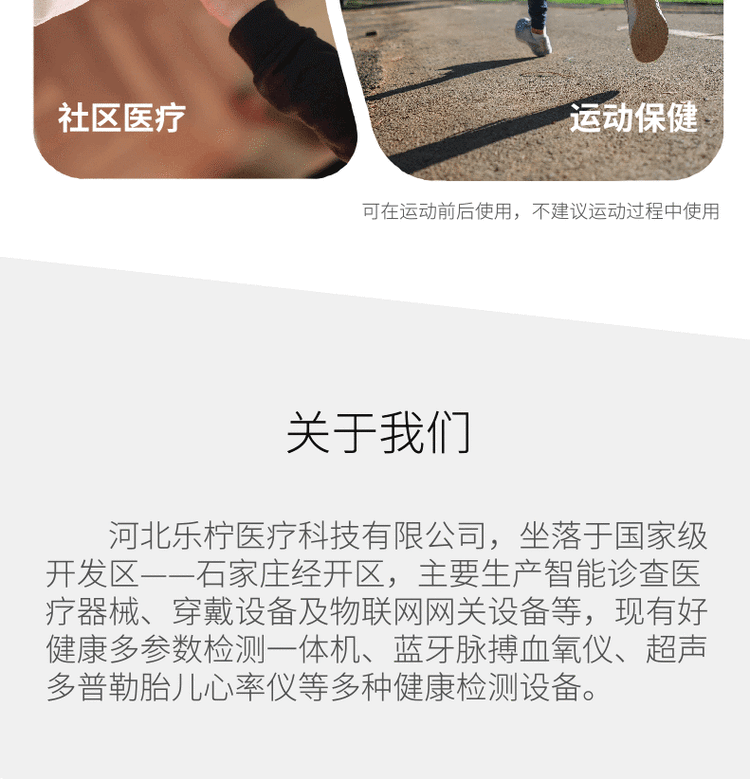 社区医疗
运动保健
可在运动前后使用，不建议运动过程中使用
关于我们
河北乐柠医疗科技有限公司，坐落于国家级
开发区——石家庄经开区，主要生产智能诊查医
疗器械、穿戴设备及物联网网关设备等，现有好
健康多参数检测一体机、蓝牙脉搏血氧仪、超声
多普勒胎儿心率仪等多种健康检测设备。